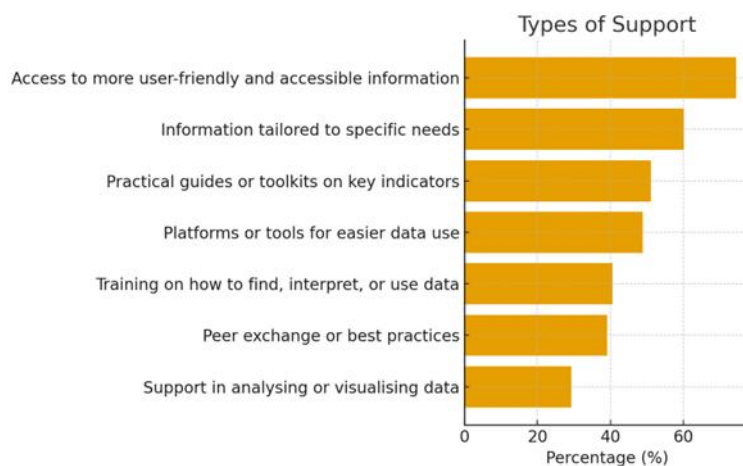 Types of Support
Access to more user-friendly and accessible information
Information tailored to specific needs
Practical guides or toolkits on key indicators
Platforms or tools for easier data use
Training on how to find, interpret, or use data
Peer exchange or best practices
Support in analysing or visualising data
0 20 40 60
Percentage (%)